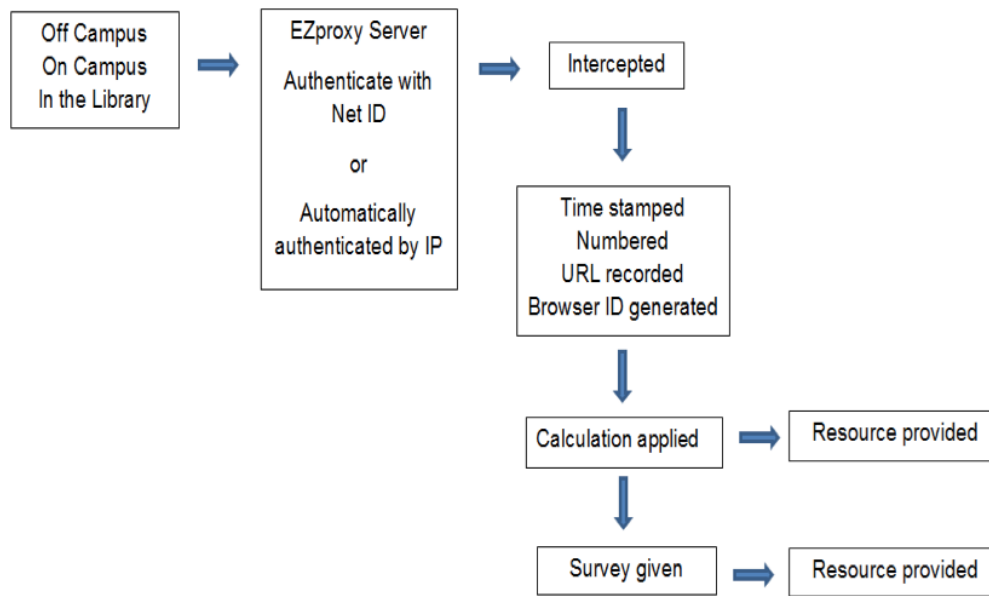 Off Campus
On Campus
In the Library
EZproxy Server
Authenticate with
Net ID
or
Automatically
authenticated by IP
Intercepted
Time stamped
Numbered
URL recorded
Browser ID generated
Calculation applied
Resource provided
Survey given
Resource provided